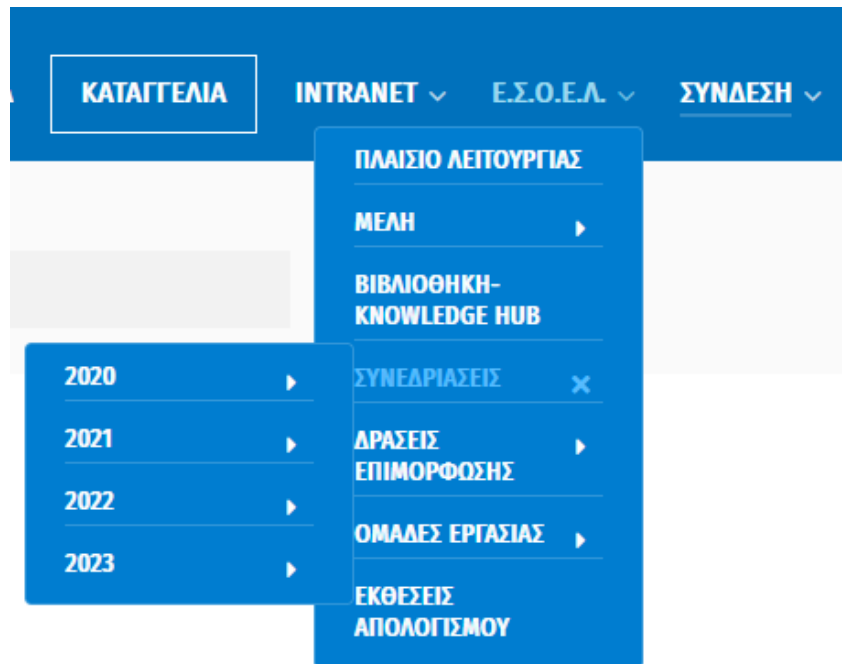 ΚΑΤΑΓΓΕΛΙΑ
INTRANET
Ε.Σ.Ο.Ε.Λ.
ΣΥΝΔΕΣΗ
ΠΛΑΙΣΙΟ ΛΕΙΤΟΥΡΓΙΑΣ
ΜΕΛΗ
ΒΙΒΛΙΟΘΗΚΗ-
KNOWLEDGE HUB
ΣΥΝΕΔΡΙΑΣΕΙΣ
2020
2021
2022
2023
ΔΡΑΣΕΙΣ
ΕΠΙΜΟΡΦΩΣΗΣ
ΟΜΑΔΕΣ ΕΡΓΑΣΙΑΣ
ΕΚΘΕΣΕΙΣ
ΑΠΟΛΟΓΙΣΜΟΥ